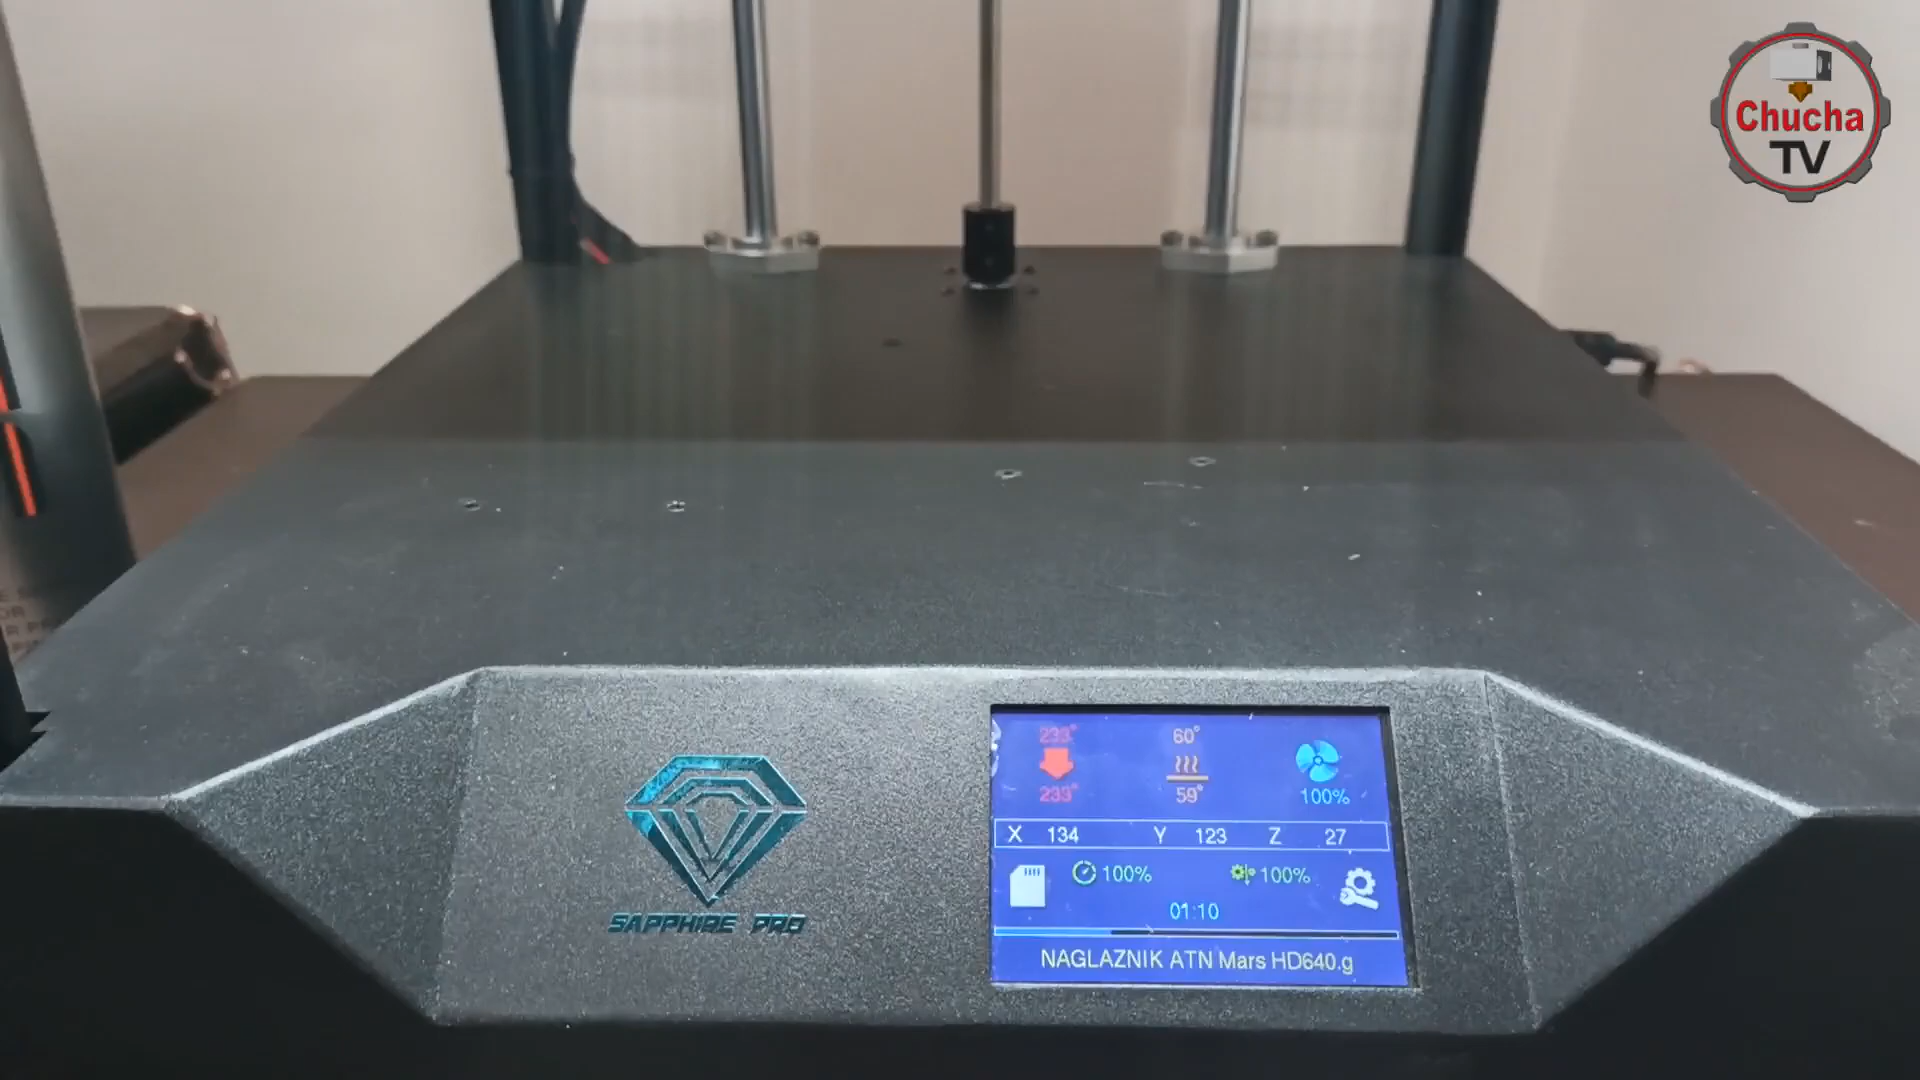 Chucha
TV
233°
60°
233°
59°
100%
X 134 Y 123 Z 27
100%
100%
01:10
NAGLAZNIK ATN Mars HD640.g
SAPPHIRE PRO